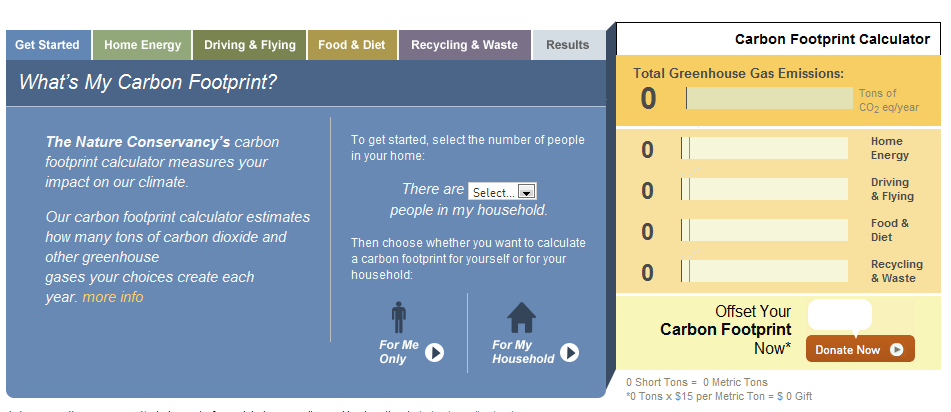 Get Started
Home Energy
Driving & Flying
Food & Diet
Recycling & Waste
Results
What's My Carbon Footprint?
The Nature Conservancy's carbon
footprint calculator measures your
impact on our climate.
Our carbon footprint calculator estimates
how many tons of carbon dioxide and
other greenhouse
gases your choices create each
year. more info
To get started, select the number of people
in your home:
There are Select...
people in my household.
Then choose whether you want to calculate
a carbon footprint for yourself or for your
household:
For Me
Only
For My
Household
Carbon Footprint Calculator
Total Greenhouse Gas Emissions:
0
Tons of
CO2 eq/year
0
Home
Energy
0
Driving
& Flying
0
Food &
Diet
0
Recycling
& Waste
Offset Your
Carbon Footprint
Now*
Donate Now
0 Short Tons = 0 Metric Tons
*0 Tons x $15 per Metric Ton = $ 0 Gift